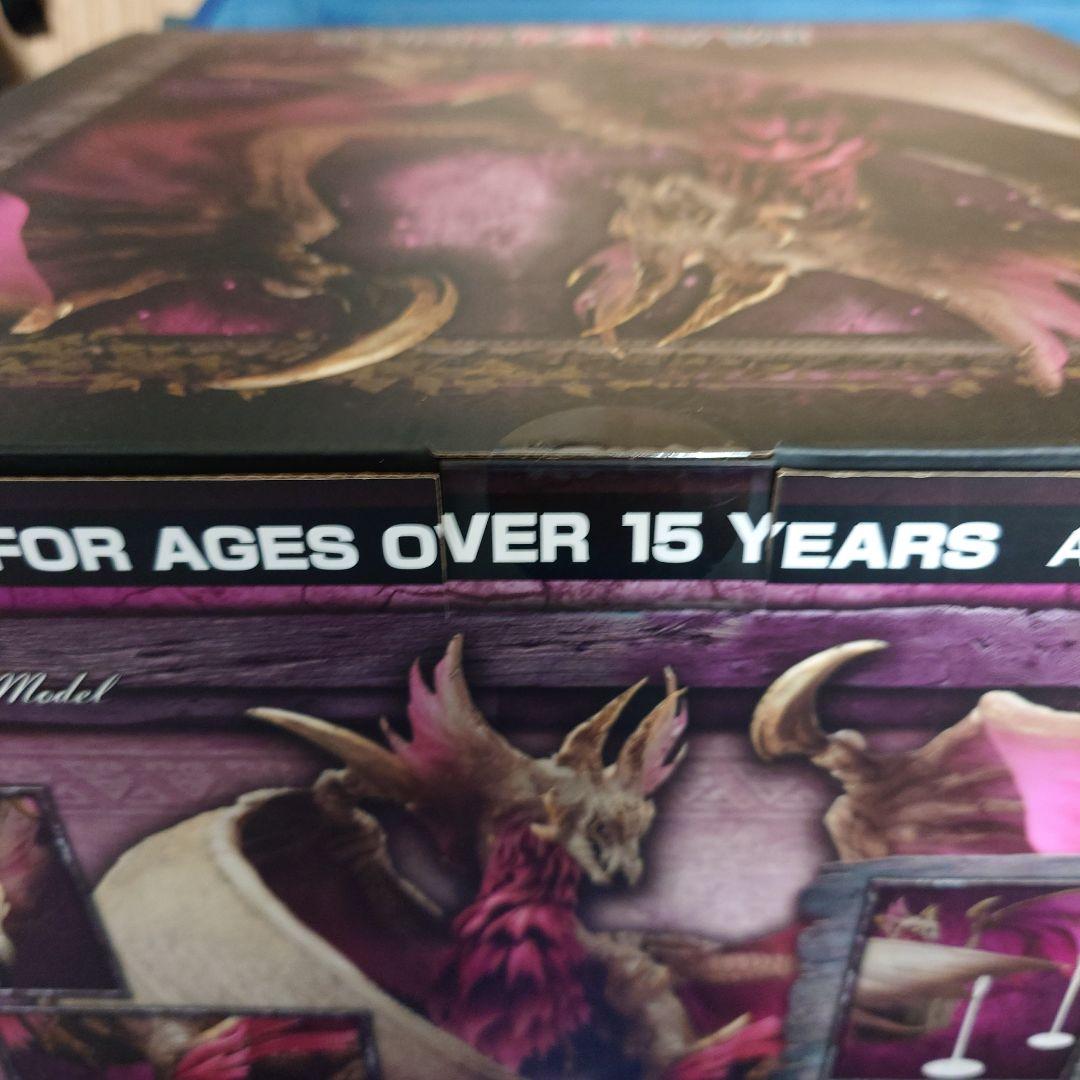 FOR AGES OVER 15 YEARS A
Model